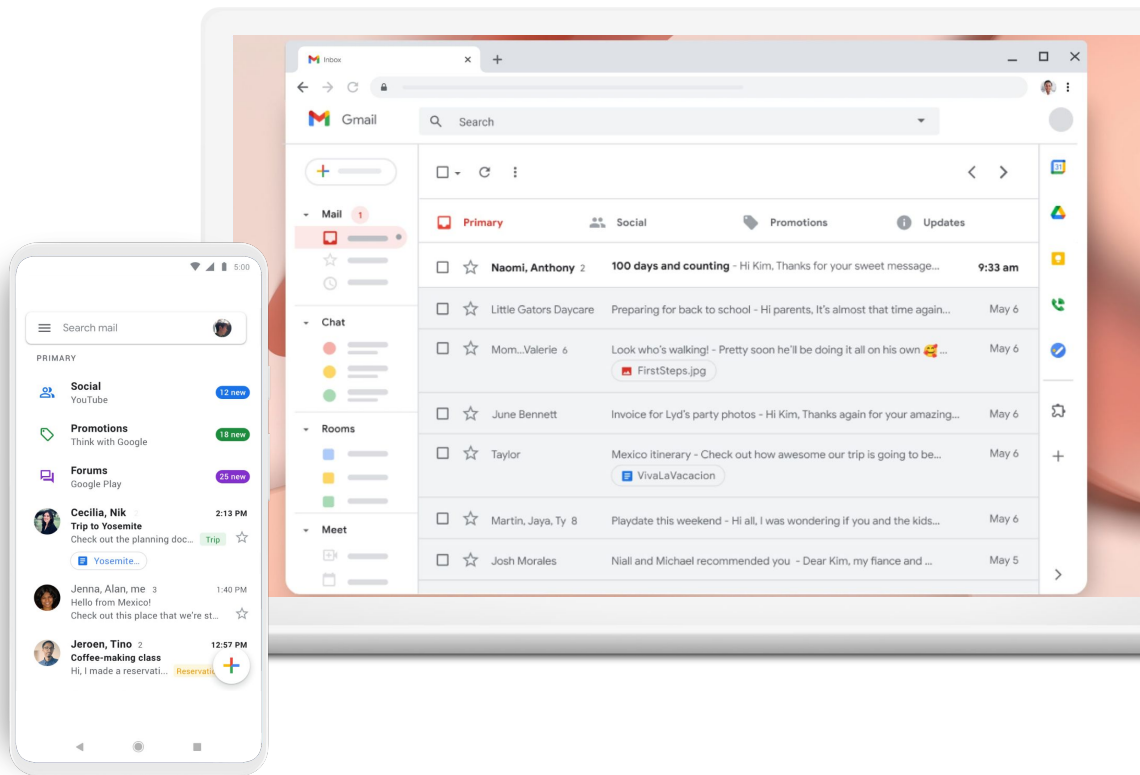 Inbox
Gmail
Search
Mail 1
Primary Social Promotions Updates
Naomi, Anthony 2 100 days and counting - Hi Kim, Thanks for your sweet message... 9:33 am
Little Gators Daycare Preparing for back to school - Hi parents, It's almost that time again... May 6
Chat
Mom...Valerie 6 Look who's walking! - Pretty soon he'll be doing it all on his own 🥰 ... May 6
FirstSteps.jpg
June Bennett Invoice for Lyd's party photos - Hi Kim, Thanks again for your amazing... May 6
Rooms
Taylor Mexico itinerary - Check out how awesome our trip is going to be... May 6
VivaLaVacacion
Martin, Jaya, Ty 8 Playdate this weekend - Hi all, I was wondering if you and the kids... May 6
Meet
Josh Morales Niall and Michael recommended you - Dear Kim, my fiance and ... May 5
31
5:00
Search mail
PRIMARY
Social
YouTube
12 new
Promotions
Think with Google
18 new
Forums
Google Play
25 new
Cecilia, Nik 2:13 PM
Trip to Yosemite
Check out the planning doc... Trip
Yosemite...
Jenna, Alan, me 3 1:40 PM
Hello from Mexico!
Check out this place that we're st...
Jeroen, Tino 2 12:57 PM
Coffee-making class
Hi, I made a reservati...